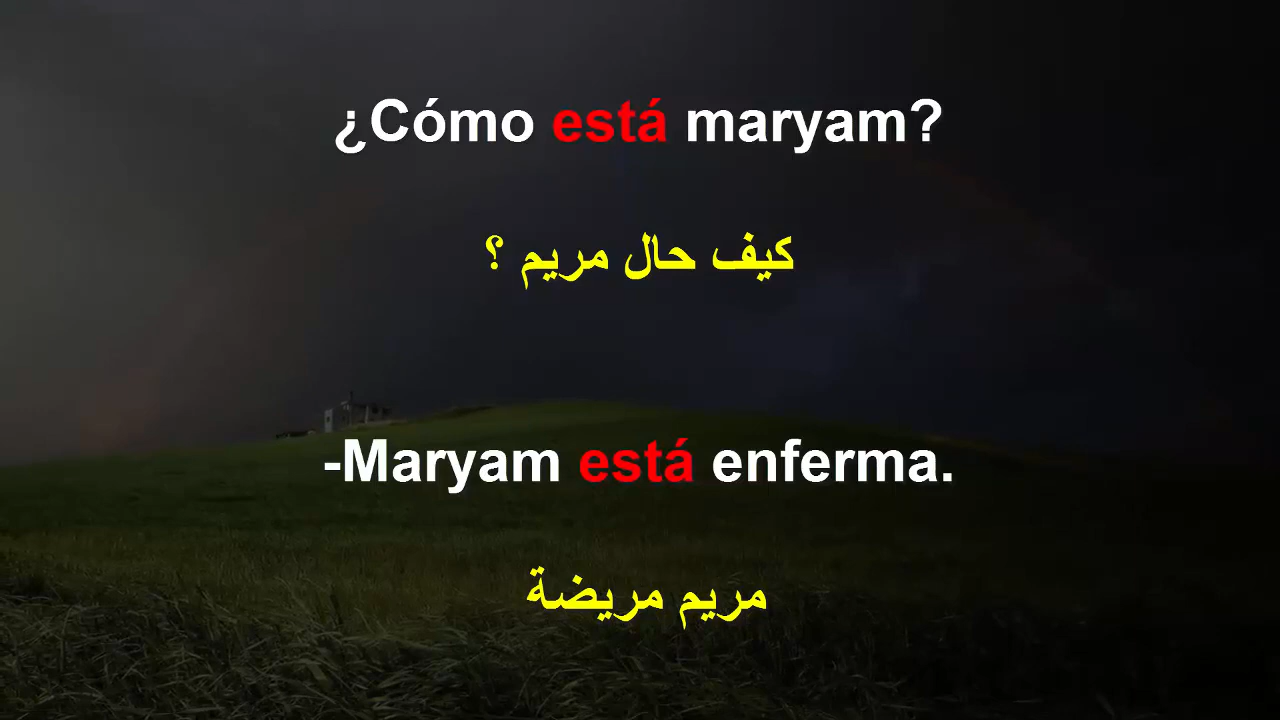 ¿Cómo está maryam?
كيف حال مريم ؟
-Maryam está enferma.
مريم مريضة